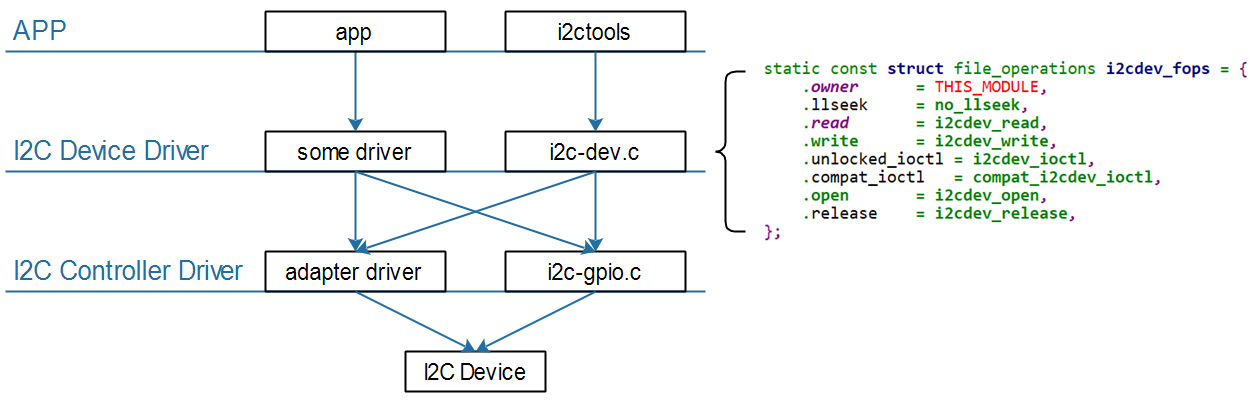 APP
app
i2ctools
I2C Device Driver
some driver
i2c-dev.c
I2C Controller Driver
adapter driver
i2c-gpio.c
I2C Device
static const struct file_operations i2cdev_fops = {
.owner = THIS_MODULE,
.llseek = no_llseek,
.read = i2cdev_read,
.write = i2cdev_write,
.unlocked_ioctl = i2cdev_ioctl,
.compat_ioctl = compat_i2cdev_ioctl,
.open = i2cdev_open,
.release = i2cdev_release,
};